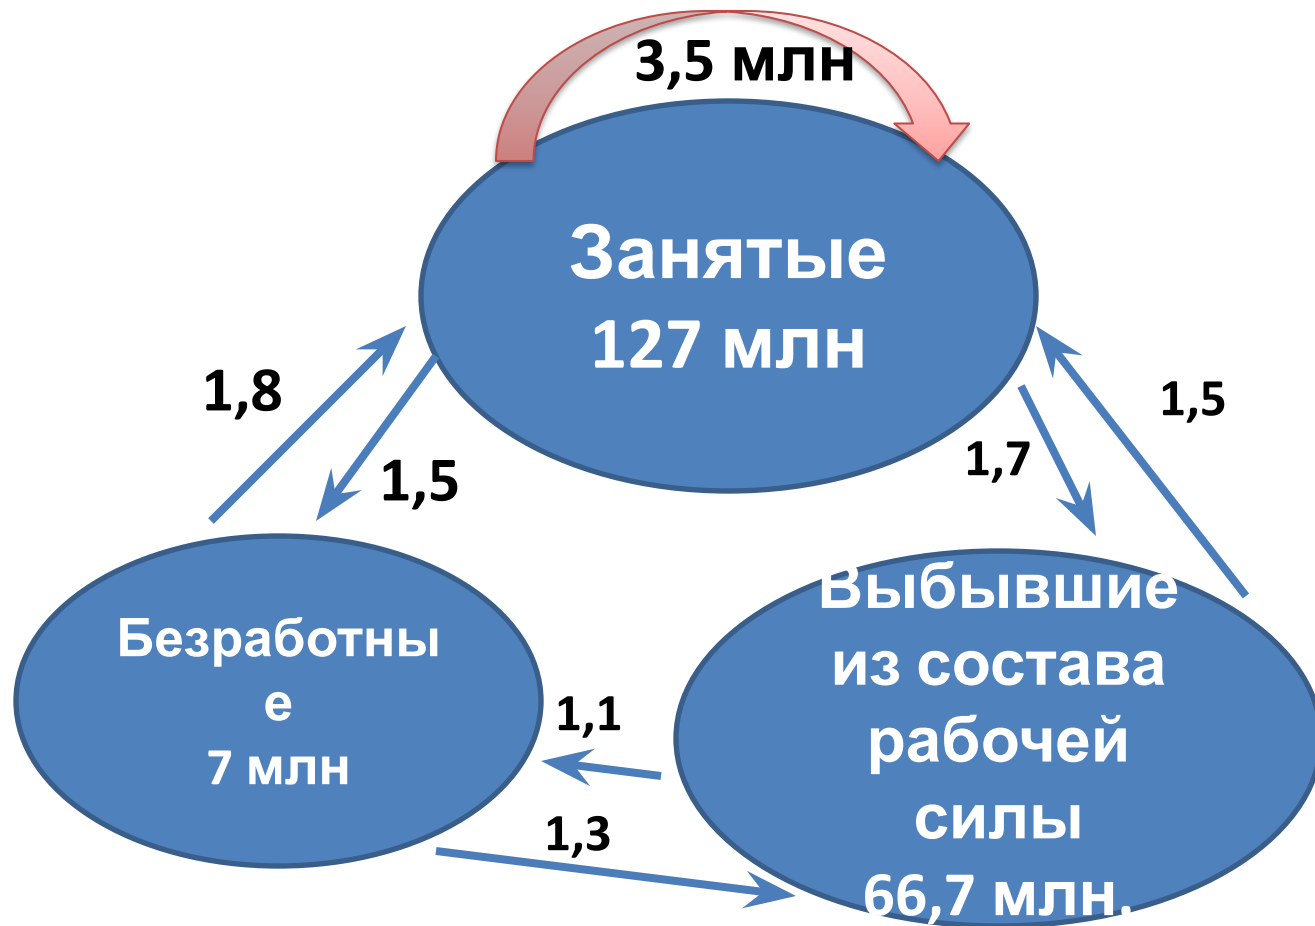 3,5 млн
Занятые
127 млн
1,8
1,5
1,7
1,5
Безработны
е
7 млн
1,1
1,3
Выбывшие
из состава
рабочей
силы
66,7 млн.